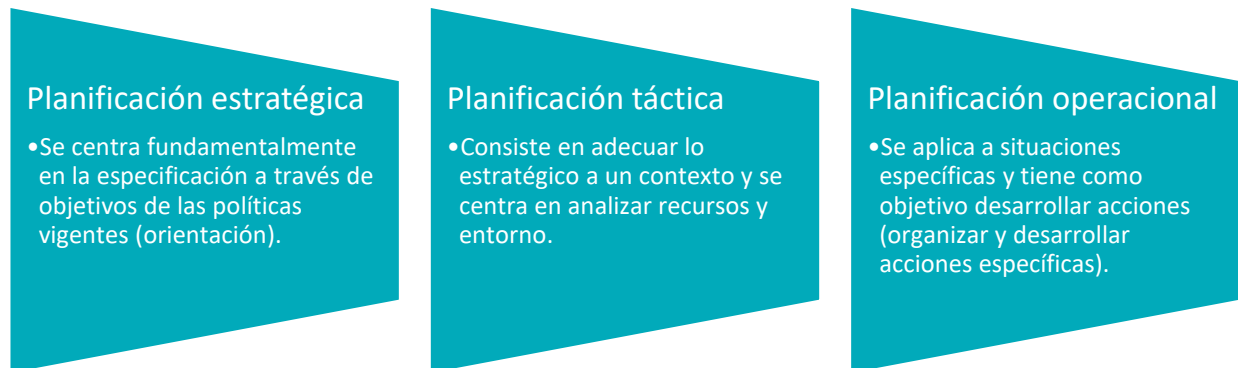 Planificación estratégica
•Se centra fundamentalmente
en la especificación a través de
objetivos de las políticas
vigentes (orientación).
Planificación táctica
•Consiste en adecuar lo
estratégico a un contexto y se
centra en analizar recursos y
entorno.
Planificación operacional
•Se aplica a situaciones
específicas y tiene como
objetivo desarrollar acciones
(organizar y desarrollar
acciones específicas).